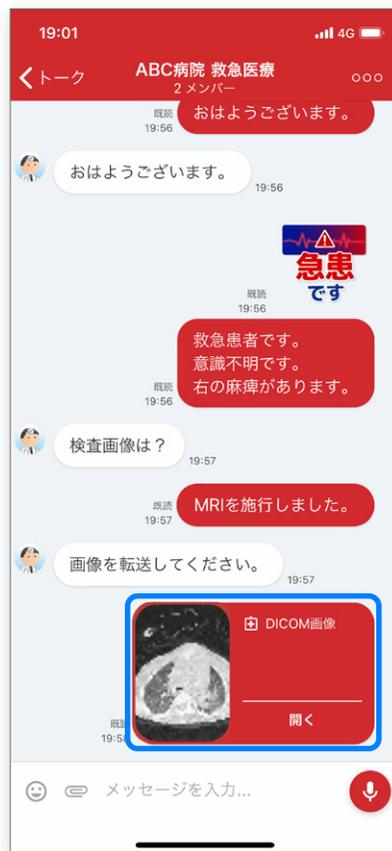 19:01
4G
トーク
ABC病院 救急医療
2 メンバー
おはようございます。
既読
19:56
おはようございます。
19:56
急患
です
既読
19:56
救急患者です。
意識不明です。
右の麻痺があります。
既読
19:56
検査画像は？
19:57
MRIを施行しました。
既読
19:57
画像を転送してください。
19:57
DICOM画像
開く
既読
19:58
メッセージを入力...